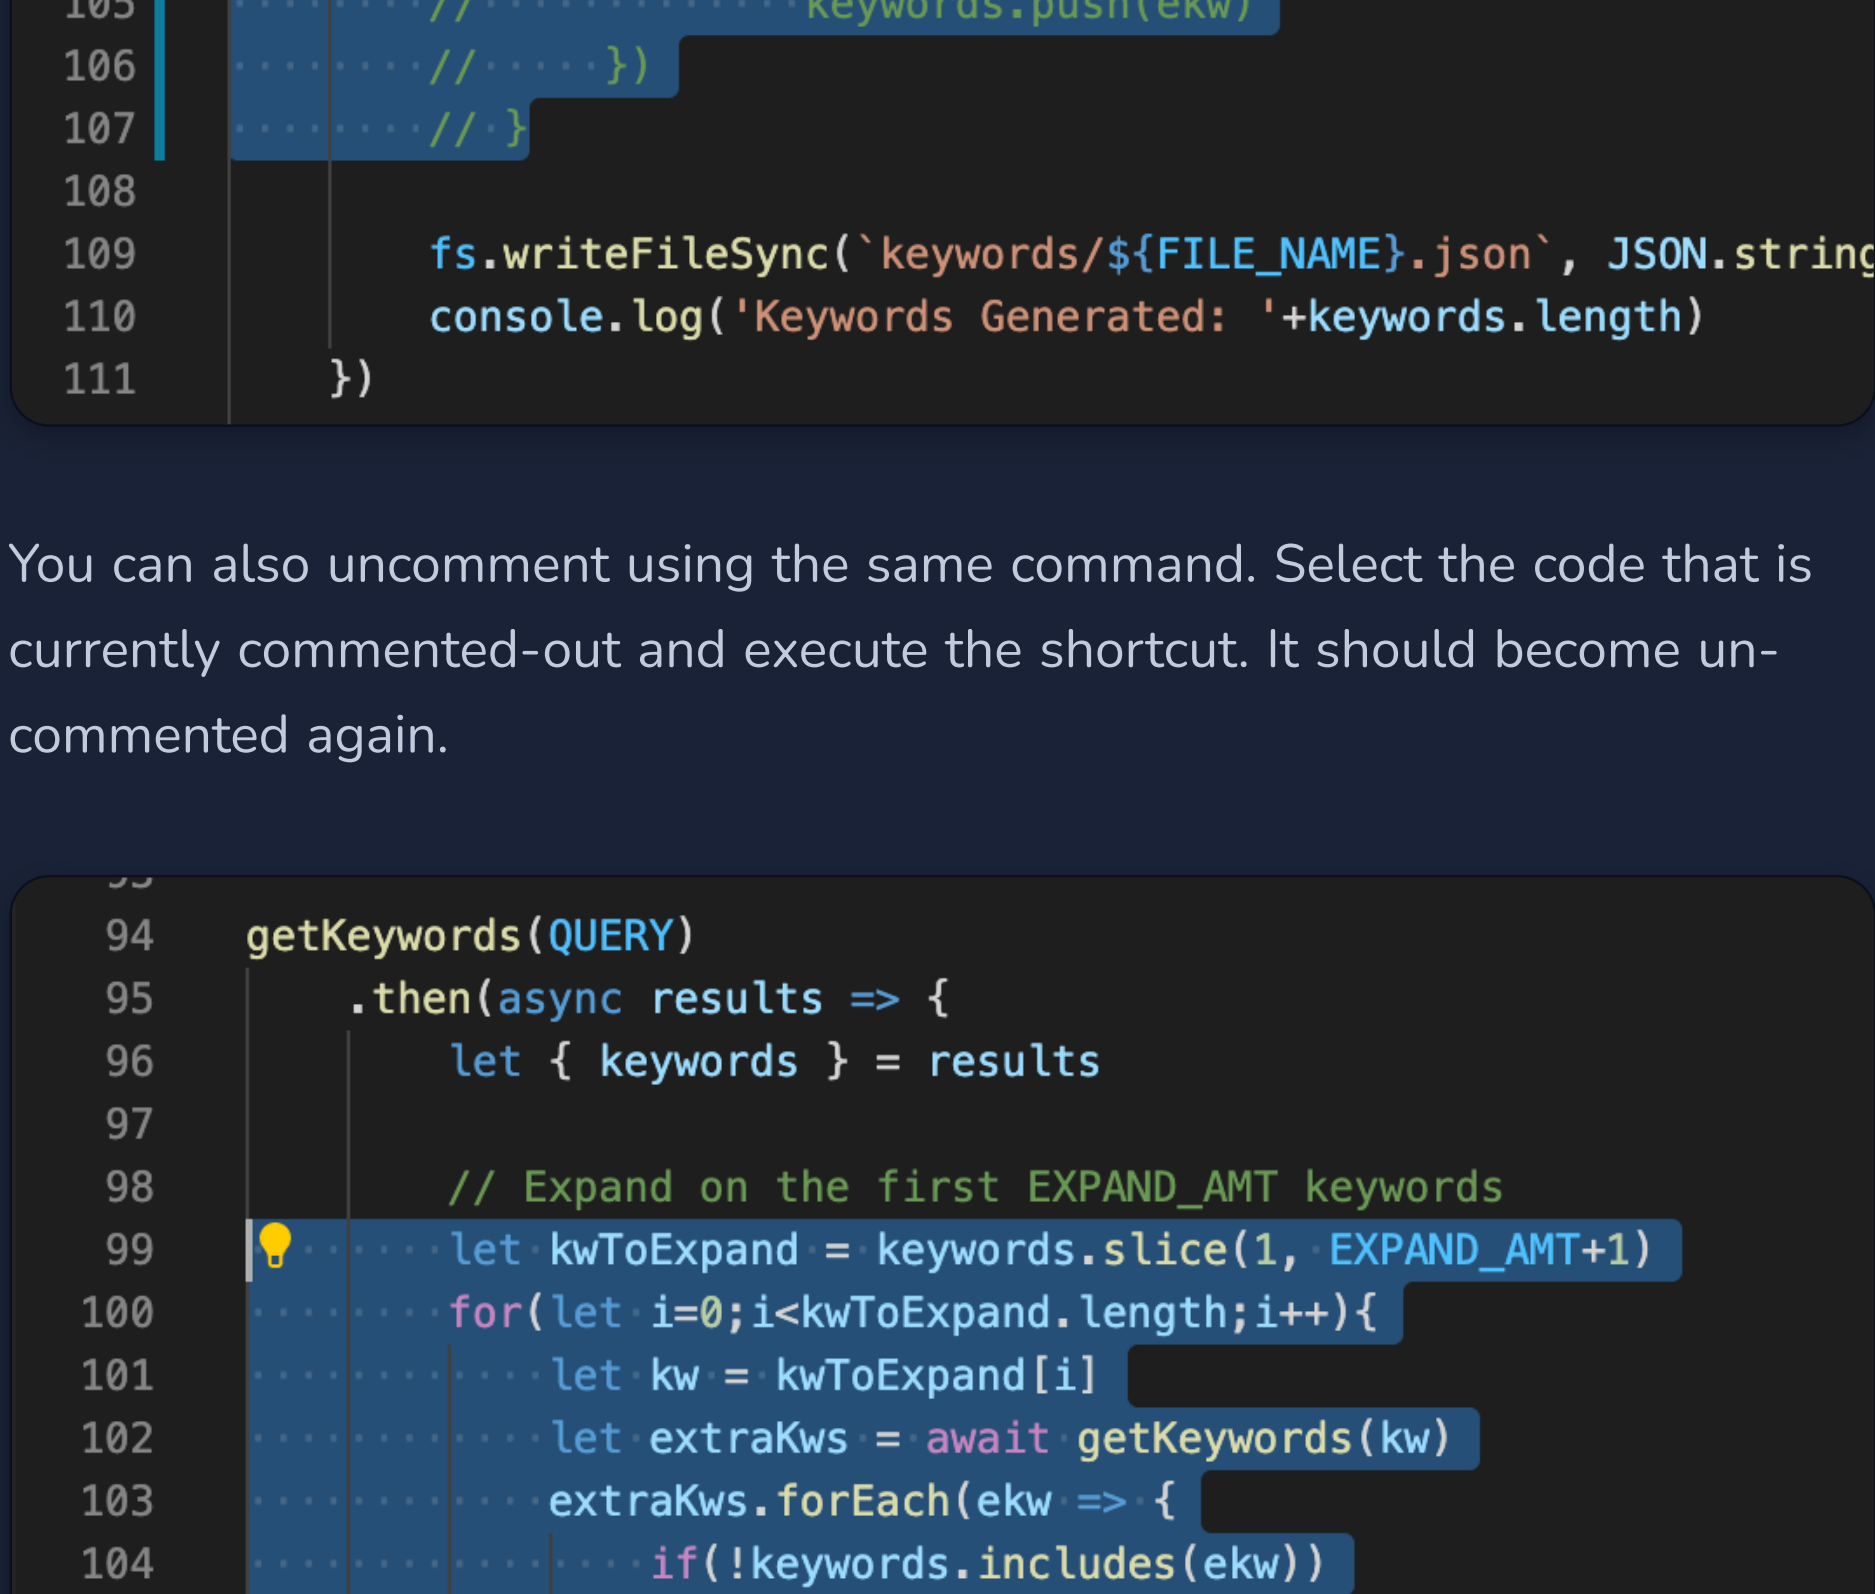 105 // keywords.push(ekw)
106 // })
107 // }
108
109 fs.writeFileSync(`keywords/${FILE_NAME}.json`, JSON.string
110 console.log('Keywords Generated: '+keywords.length)
111 })
You can also uncomment using the same command. Select the code that is
currently commented-out and execute the shortcut. It should become un-
commented again.
93
94 getKeywords(QUERY)
95 .then(async results => {
96 let { keywords } = results
97
98 // Expand on the first EXPAND_AMT keywords
99 let kwToExpand = keywords.slice(1, EXPAND_AMT+1)
100 for(let i=0;i<kwToExpand.length;i++){
101 let kw = kwToExpand[i]
102 let extraKws = await getKeywords(kw)
103 extraKws.forEach(ekw => {
104 if(!keywords.includes(ekw))